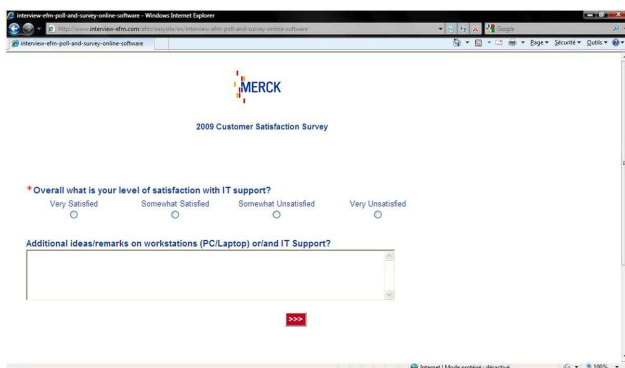 interview-efm-poll-and-survey-online-software - Windows Internet Explorer
http://www.interview-efm.com/efm/easysite/en/interview-efm-poll-and-survey-online-software
Google
interview-efm-poll-and-survey-online-software
Page Sécurité Outils
MERCK
2009 Customer Satisfaction Survey
*Overall what is your level of satisfaction with IT support?
Very Satisfied Somewhat Satisfied Somewhat Unsatisfied Very Unsatisfied
Additional ideas/remarks on workstations (PC/Laptop) or/and IT Support?
>>>
Internet | Mode protégé : désactivé 100%